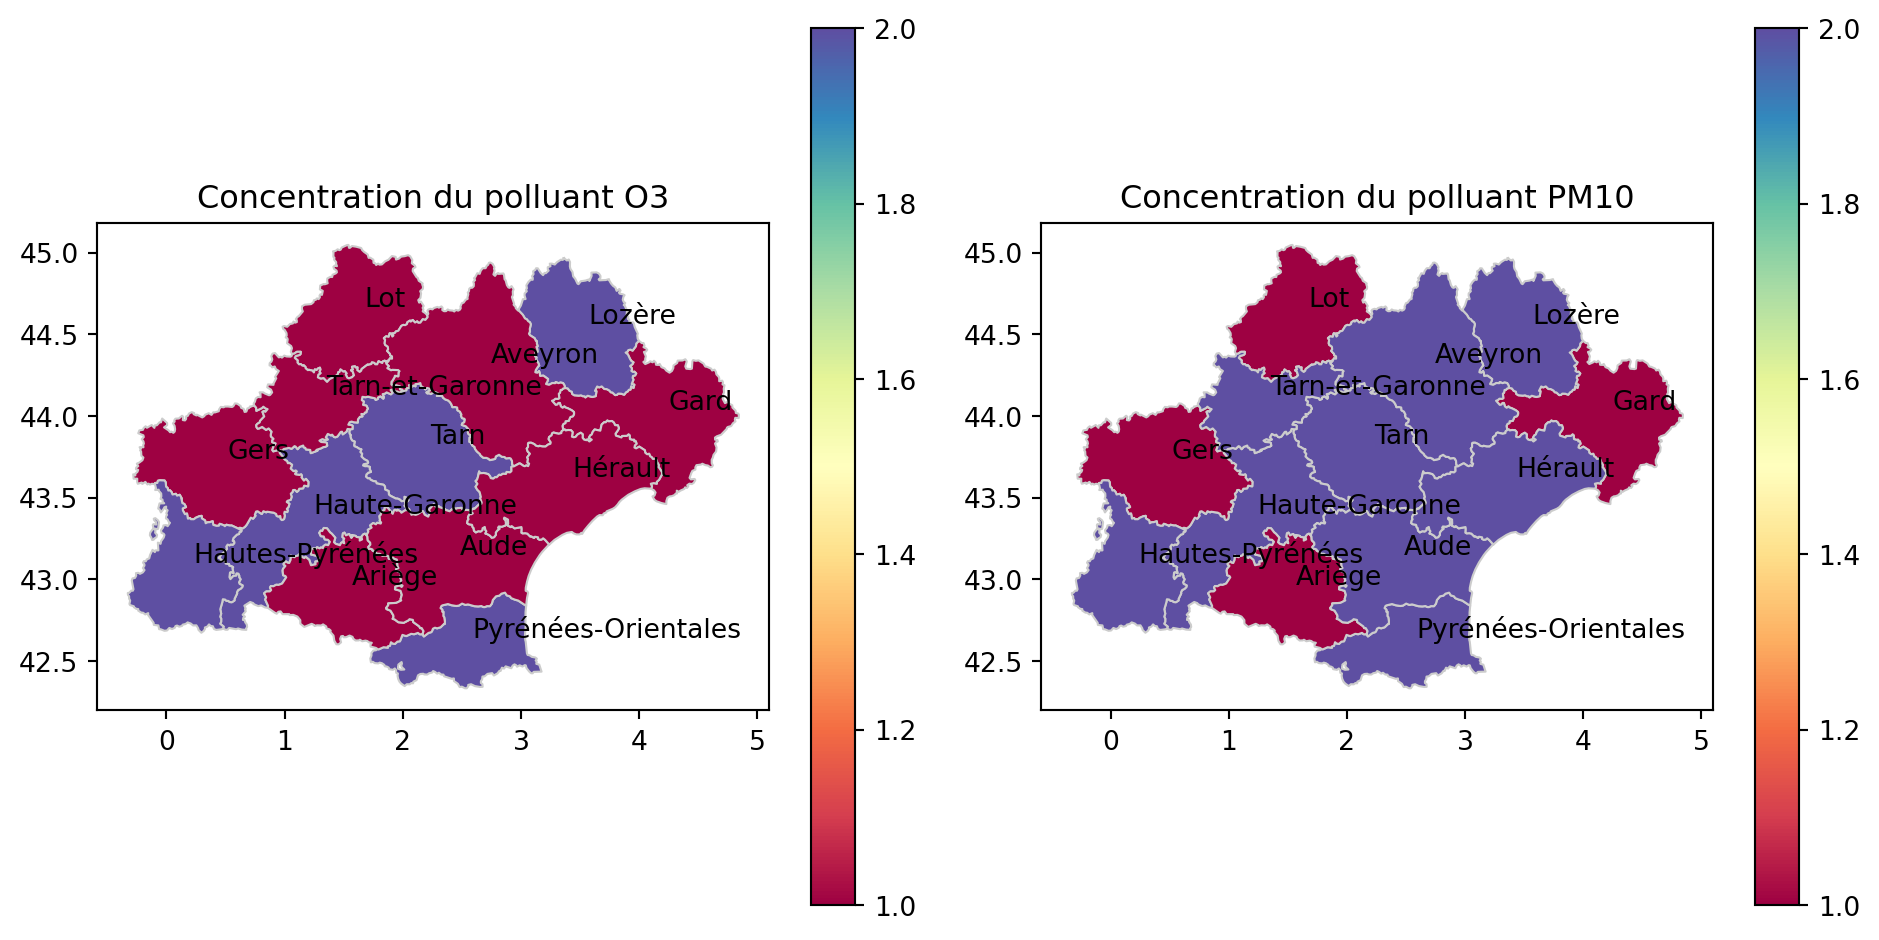 Concentration du polluant O3
45.0
44.5
44.0
43.5
43.0
42.5
0 1 2 3 4 5
Lot
Lozère
Aveyron
Tarn-et-Garonne
Gard
Tarn
Gers
Hérault
Haute-Garonne
Aude
Hautes-Pyrénées
Ariège
Pyrénées-Orientales
2.0
1.8
1.6
1.4
1.2
1.0
Concentration du polluant PM10
45.0
44.5
44.0
43.5
43.0
42.5
0 1 2 3 4 5
Lot
Lozère
Aveyron
Tarn-et-Garonne
Gard
Tarn
Gers
Hérault
Haute-Garonne
Aude
Hautes-Pyrénées
Ariège
Pyrénées-Orientales
2.0
1.8
1.6
1.4
1.2
1.0